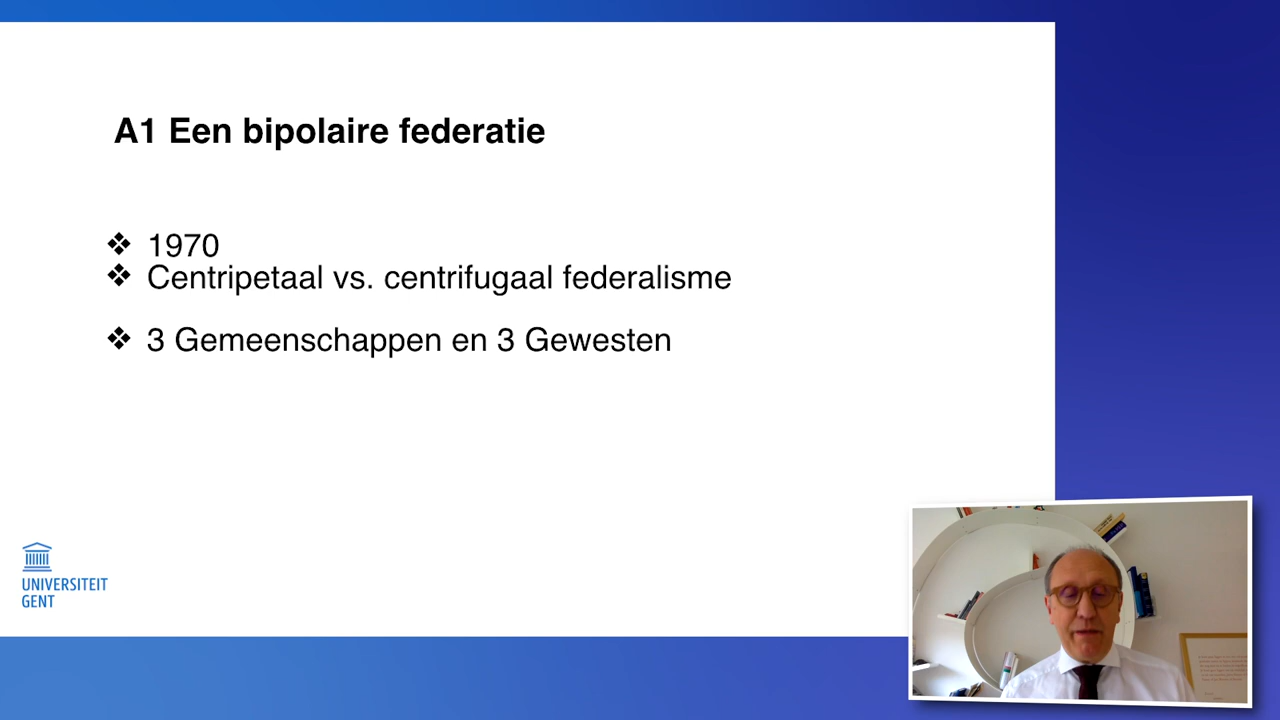 A1 Een bipolaire federatie
❖ 1970
❖ Centripetaal vs. centrifugaal federalisme
❖ 3 Gemeenschappen en 3 Gewesten
UNIVERSITEIT
GENT